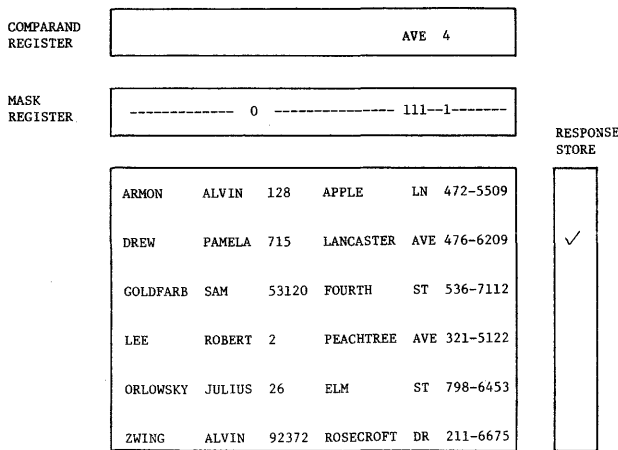 COMPARAND
REGISTER
AVE 4
MASK
REGISTER
------------- 0 --------------- 111--1-------
RESPONSE
STORE
ARMON ALVIN 128 APPLE LN 472-5509
DREW PAMELA 715 LANCASTER AVE 476-6209
GOLDFARB SAM 53120 FOURTH ST 536-7112
LEE ROBERT 2 PEACHTREE AVE 321-5122
ORLOWSKY JULIUS 26 ELM ST 798-6453
ZWING ALVIN 92372 ROSECROFT DR 211-6675